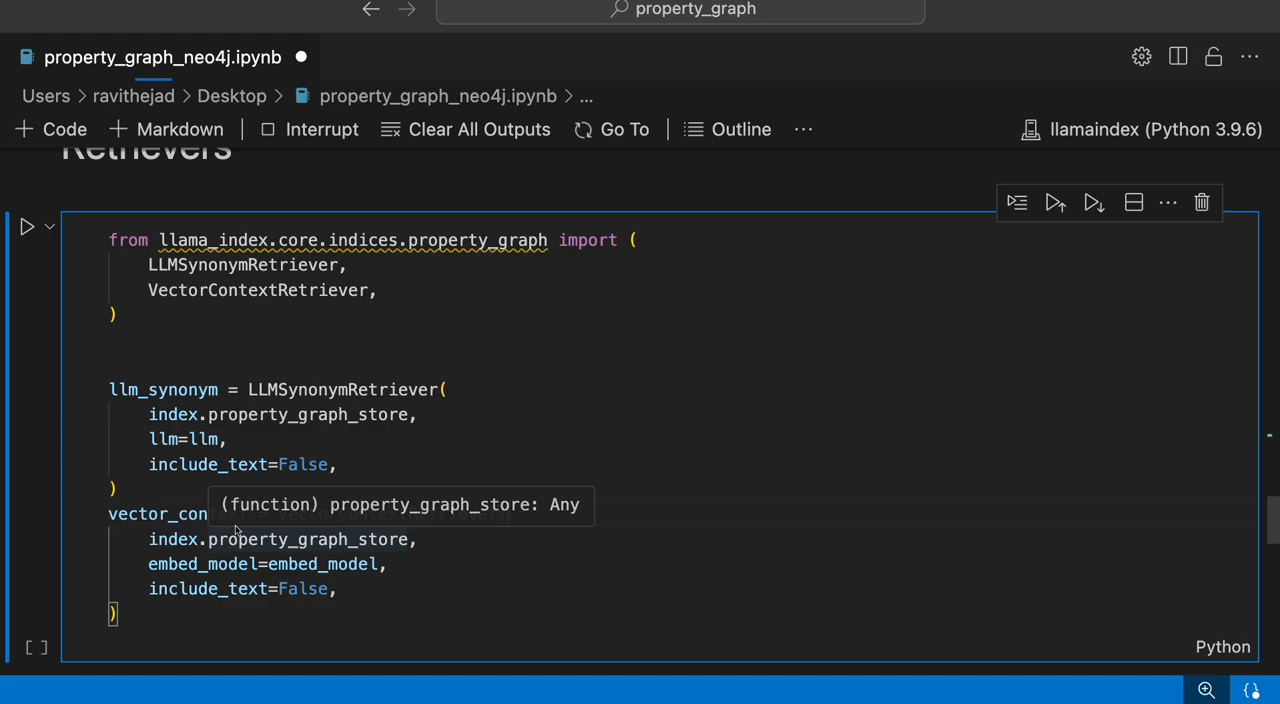 property_graph
property_graph_neo4j.ipynb
Users > ravithejad > Desktop > property_graph_neo4j.ipynb > ...
+ Code + Markdown | Interrupt Clear All Outputs Go To | Outline ... llamaindex (Python 3.9.6)
Retrievers
from llama_index.core.indices.property_graph import (
    LLMSynonymRetriever,
    VectorContextRetriever,
)
llm_synonym = LLMSynonymRetriever(
    index.property_graph_store,
    llm=llm,
    include_text=False,
)
(function) property_graph_store: Any
vector_con
    index.property_graph_store,
    embed_model=embed_model,
    include_text=False,
)
[ ] Python